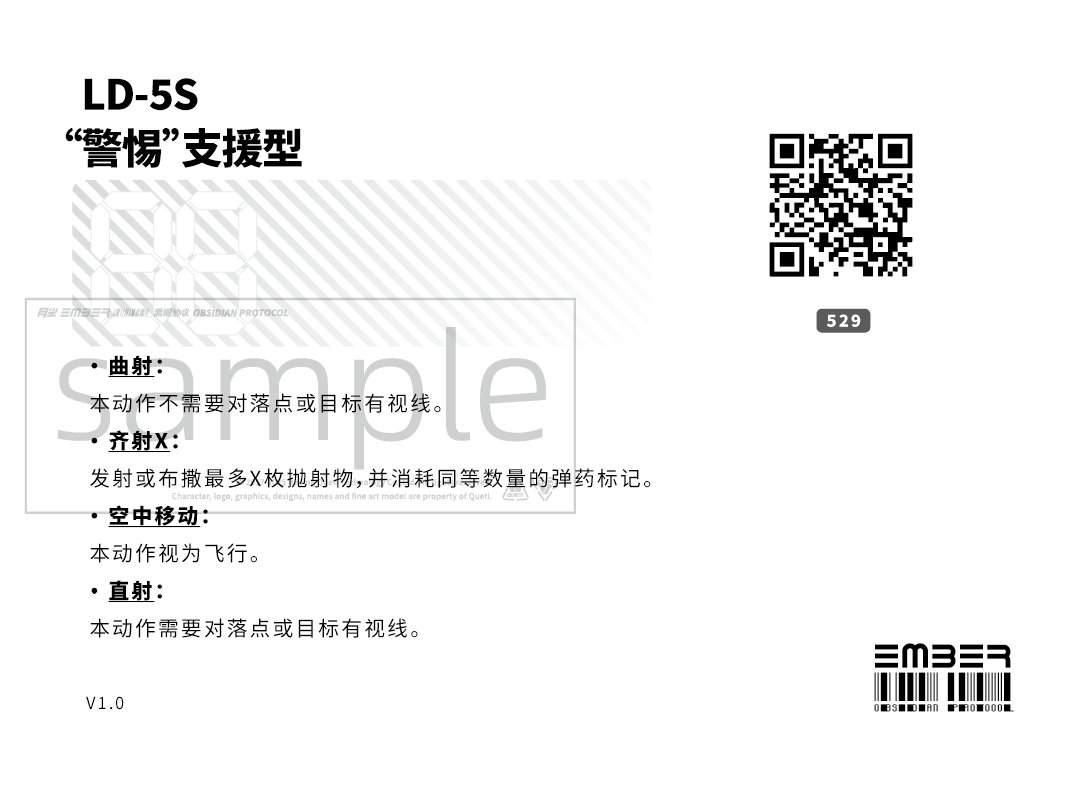 LD-5S
“警惕”支援型
529
月尘 EMBER 黑曜协议 OBSIDIAN PROTOCOL
sample
• 曲射：
本动作不需要对落点或目标有视线。
• 齐射X：
发射或布撒最多X枚抛射物，并消耗同等数量的弹药标记。
Character, logo, graphics, designs, names and fine art model are property of Queti.
QUETI
• 空中移动：
本动作视为飞行。
• 直射：
本动作需要对落点或目标有视线。
V1.0
EMBER
OBSIDIAN PROTOCOL